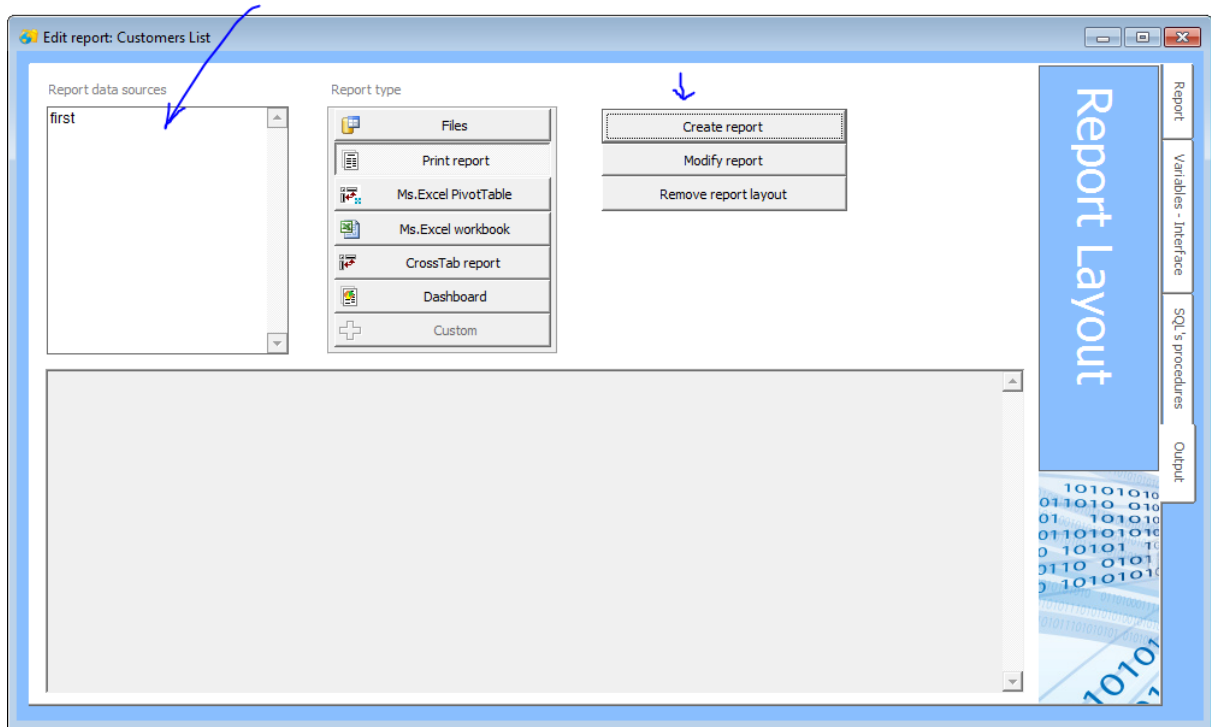 Edit report: Customers List
Report data sources
first
Report type
Files
Print report
Ms.Excel PivotTable
Ms.Excel workbook
CrossTab report
Dashboard
Custom
Create report
Modify report
Remove report layout
Report Layout
Report
Variables - Interface
SQL's procedures
Output